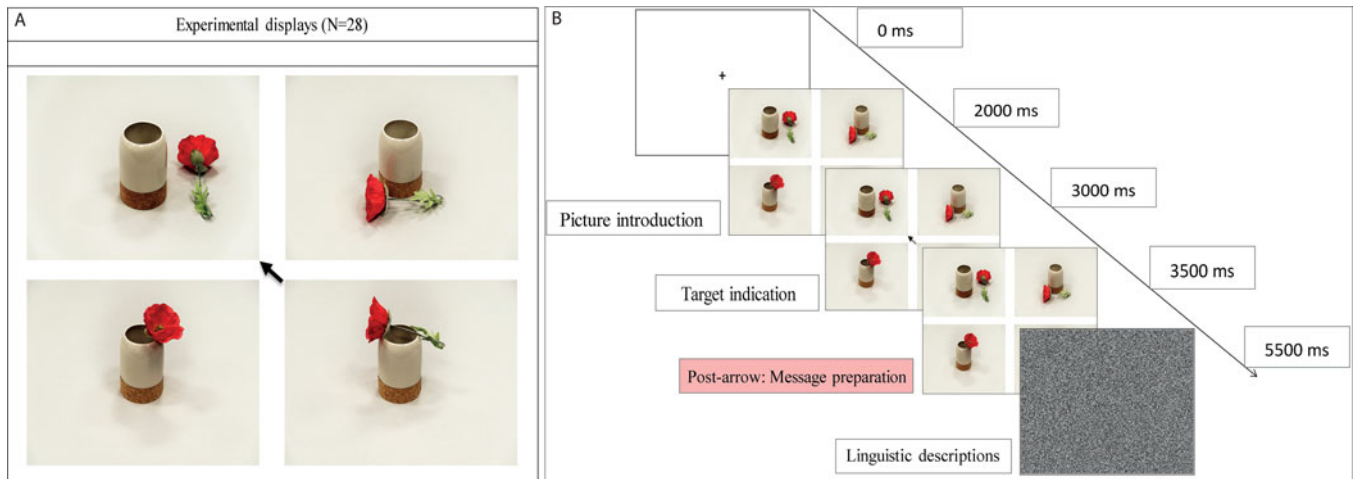 A
Experimental displays (N=28)
B
0 ms
2000 ms
3000 ms
3500 ms
5500 ms
Picture introduction
Target indication
Post-arrow: Message preparation
Linguistic descriptions